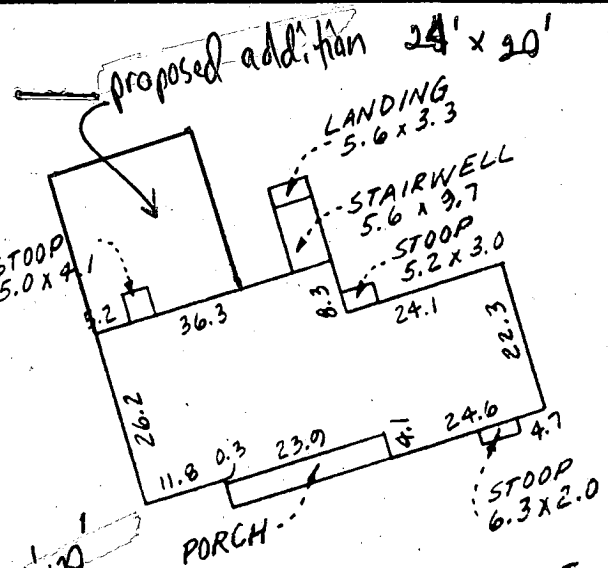 proposed addition 24' x 20'
LANDING
5.6 x 3.3
STAIRWELL
5.6 x 9.7
STOOP
5.2 x 3.0
STOOP
5.0 x 4.1
5.2
36.3
8.3
24.1
22.3
26.2
11.8
0.3
23.9
4.1
24.6
4.7
PORCH
STOOP
6.3 x 2.0